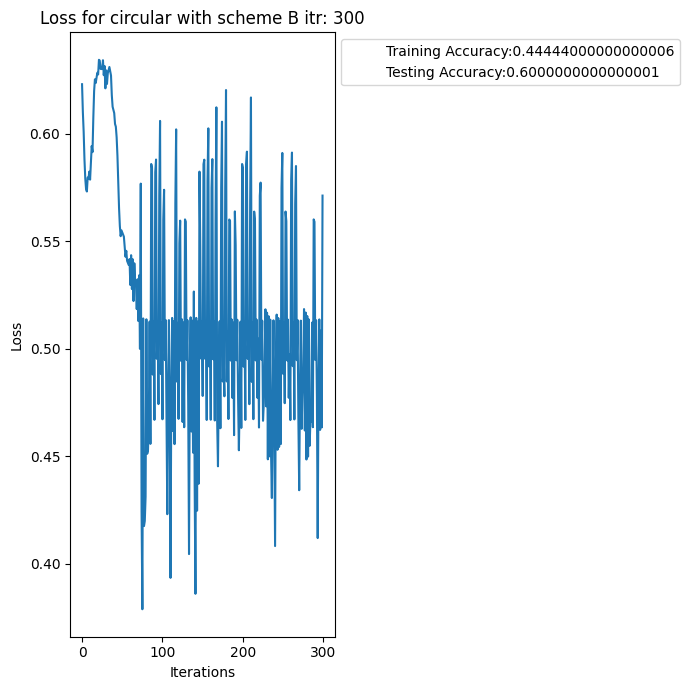 Loss for circular with scheme B itr: 300
Training Accuracy:0.44444000000000006
Testing Accuracy:0.6000000000000001
Loss
0.60
0.55
0.50
0.45
0.40
0 100 200 300
Iterations